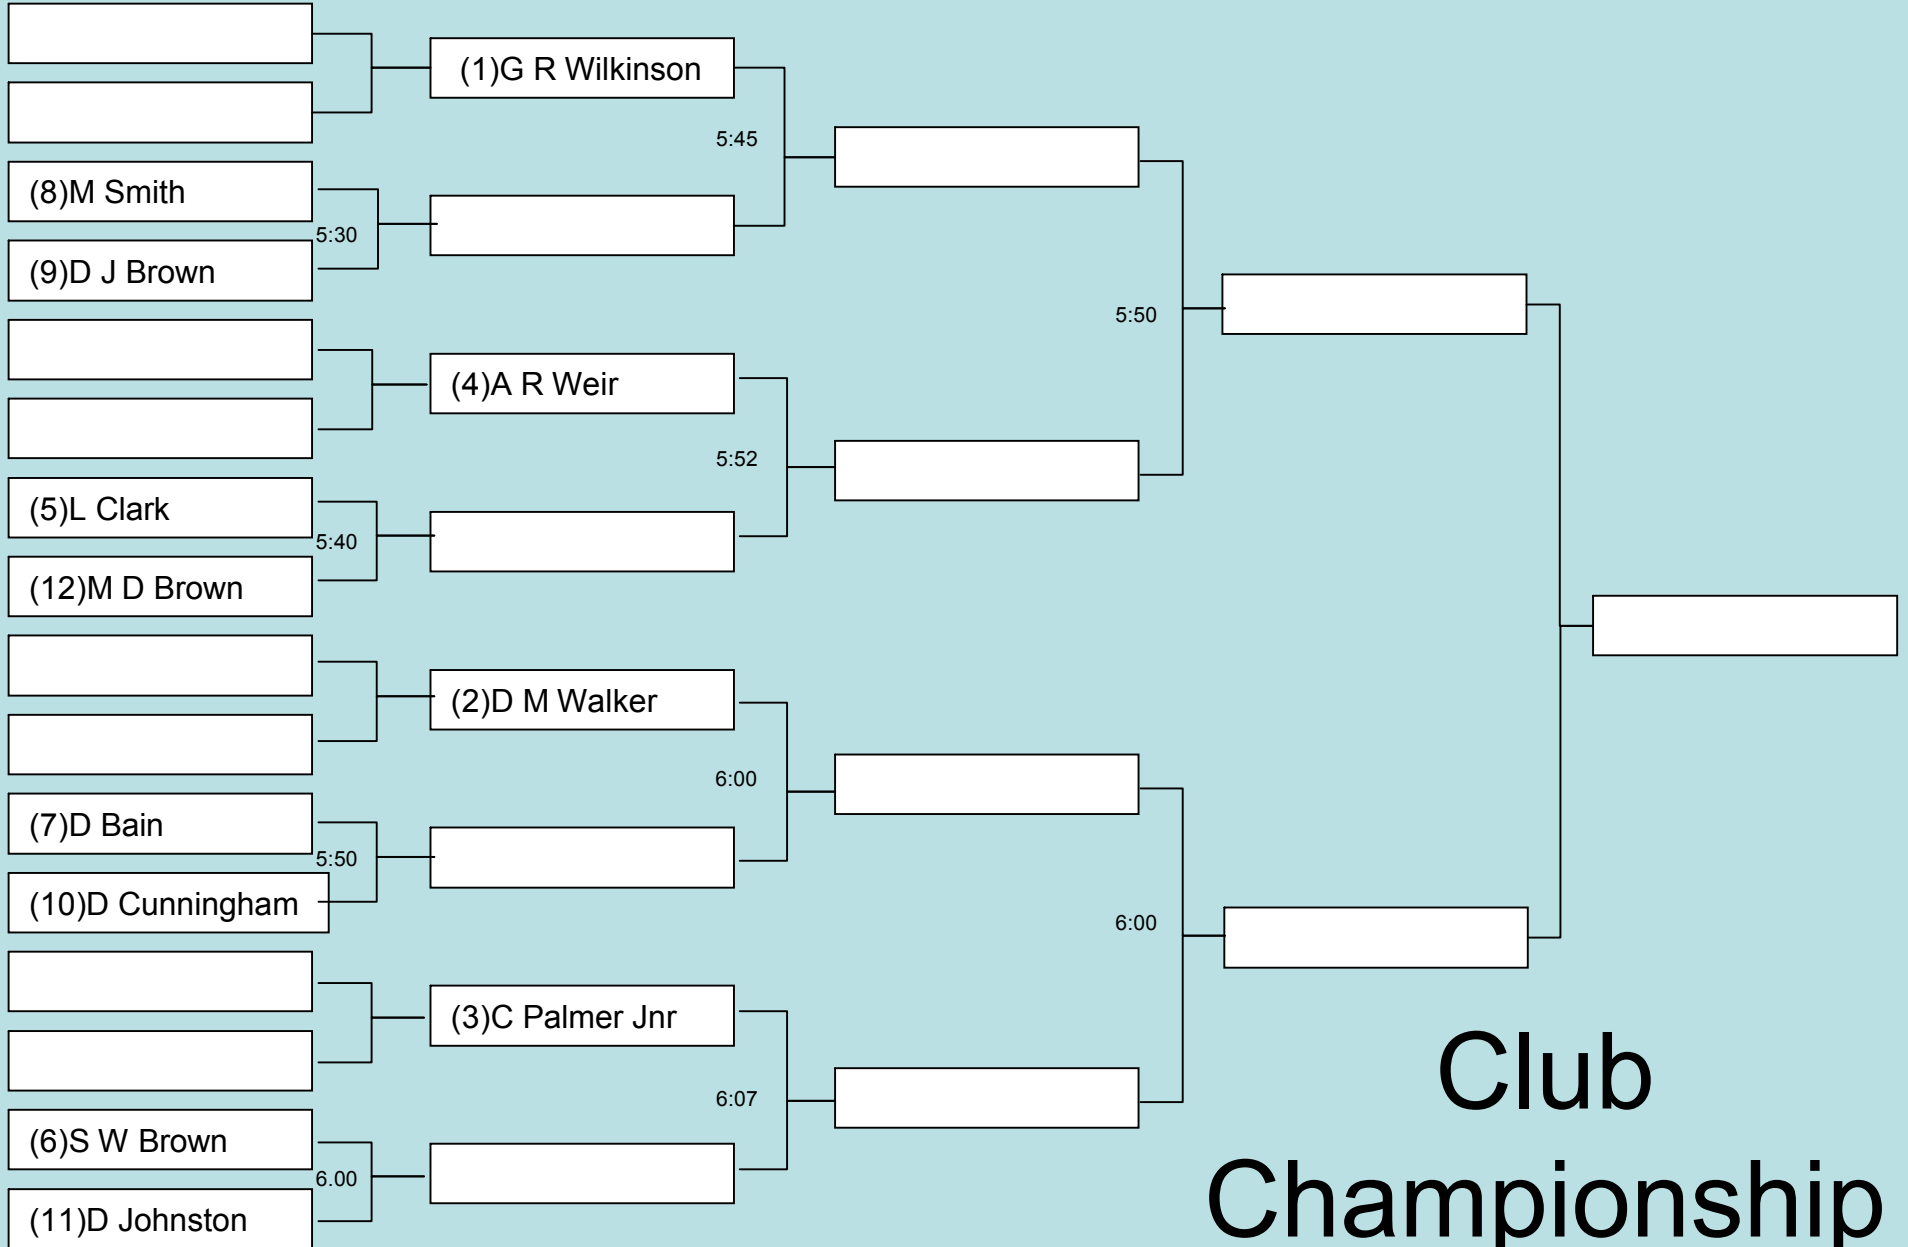 (1)G R Wilkinson
5:45
(8)M Smith
5:30
(9)D J Brown
5:50
(4)A R Weir
5:52
(5)L Clark
5:40
(12)M D Brown
(2)D M Walker
6:00
(7)D Bain
5:50
(10)D Cunningham
6:00
(3)C Palmer Jnr
6:07
(6)S W Brown
6.00
(11)D Johnston
Club
Championship